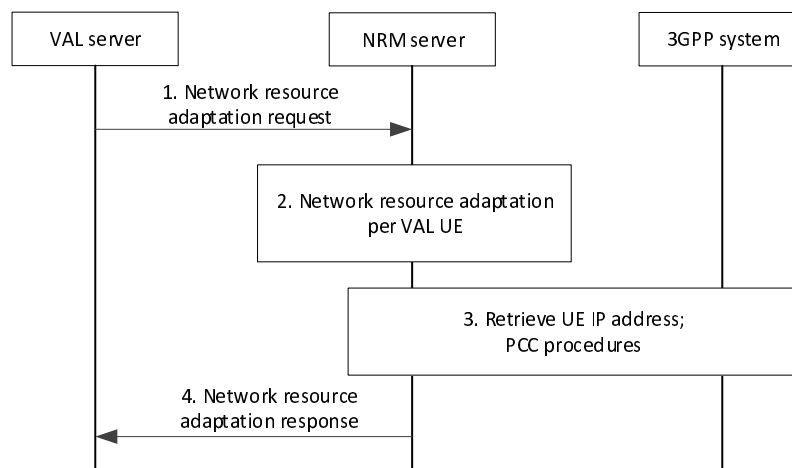 VAL server
NRM server
3GPP system
1. Network resource
adaptation request
2. Network resource adaptation
per VAL UE
3. Retrieve UE IP address;
PCC procedures
4. Network resource
adaptation response